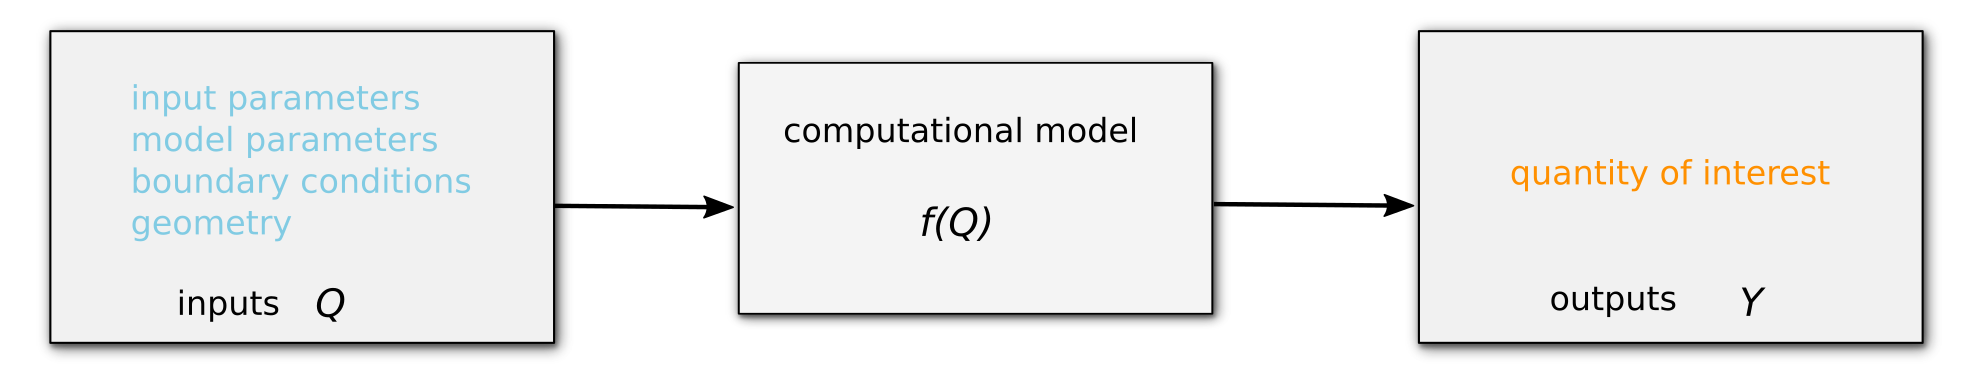 input parameters
model parameters
boundary conditions
geometry
inputs Q
computational model
f(Q)
quantity of interest
outputs Y